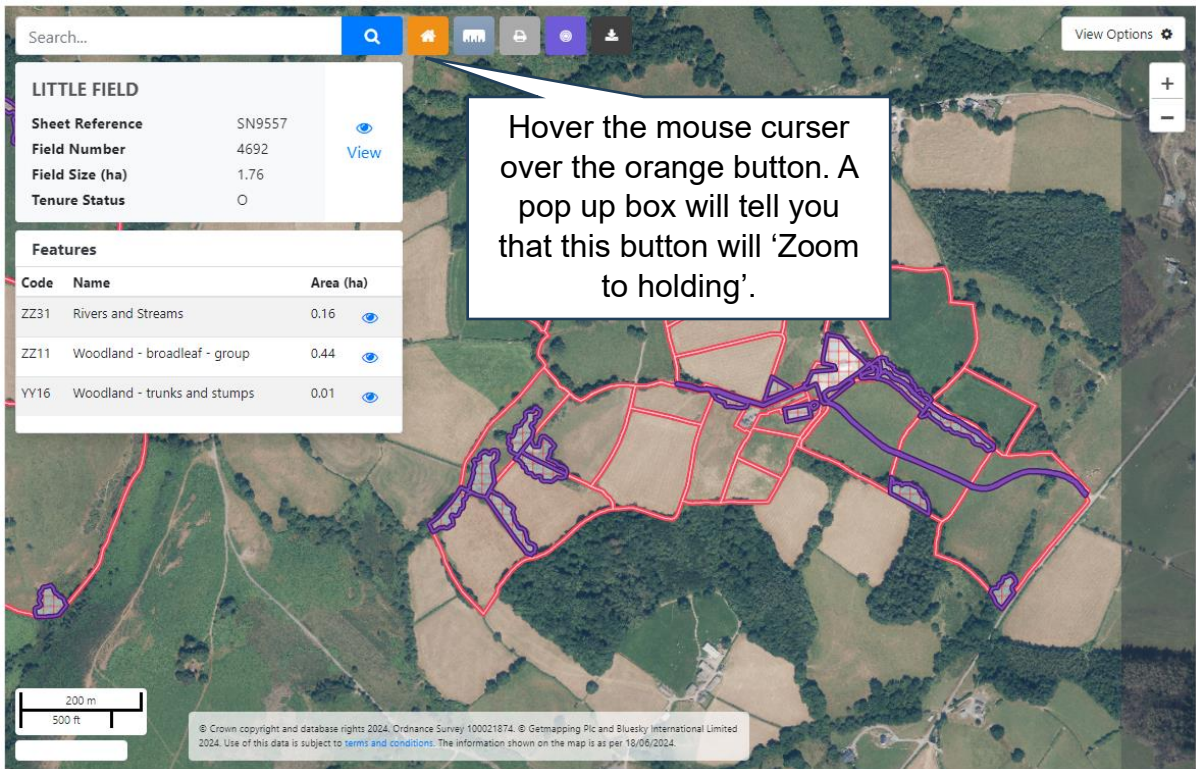 Search...
View Options
LITTLE FIELD
Sheet Reference SN9557
Field Number 4692
Field Size (ha) 1.76
Tenure Status O
View
Features
Code Name Area (ha)
ZZ31 Rivers and Streams 0.16
ZZ11 Woodland - broadleaf - group 0.44
YY16 Woodland - trunks and stumps 0.01
Hover the mouse curser
over the orange button. A
pop up box will tell you
that this button will ‘Zoom
to holding’.
+
−
200 m
500 ft
© Crown copyright and database rights 2024. Ordnance Survey 100021874. © Getmapping Plc and Bluesky International Limited
2024. Use of this data is subject to terms and conditions. The information shown on the map is as per 18/06/2024.